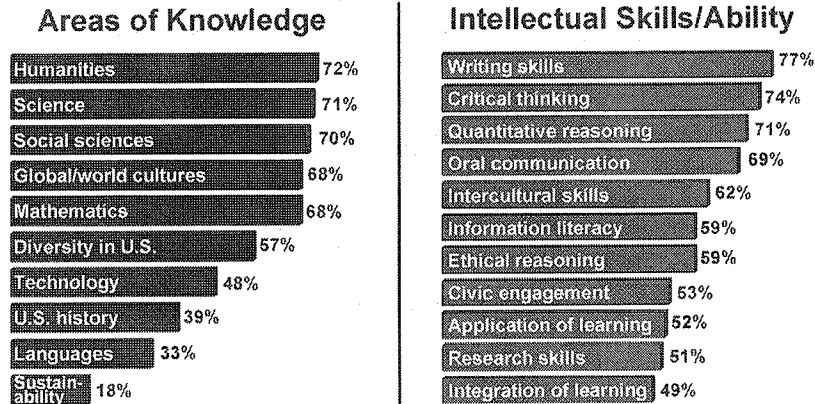 Areas of Knowledge
Humanities 72%
Science 71%
Social sciences 70%
Global/world cultures 68%
Mathematics 68%
Diversity in U.S. 57%
Technology 48%
U.S. history 39%
Languages 33%
Sustain-
ability 18%
Intellectual Skills/Ability
Writing skills 77%
Critical thinking 74%
Quantitative reasoning 71%
Oral communication 69%
Intercultural skills 62%
Information literacy 59%
Ethical reasoning 59%
Civic engagement 53%
Application of learning 52%
Research skills 51%
Integration of learning 49%